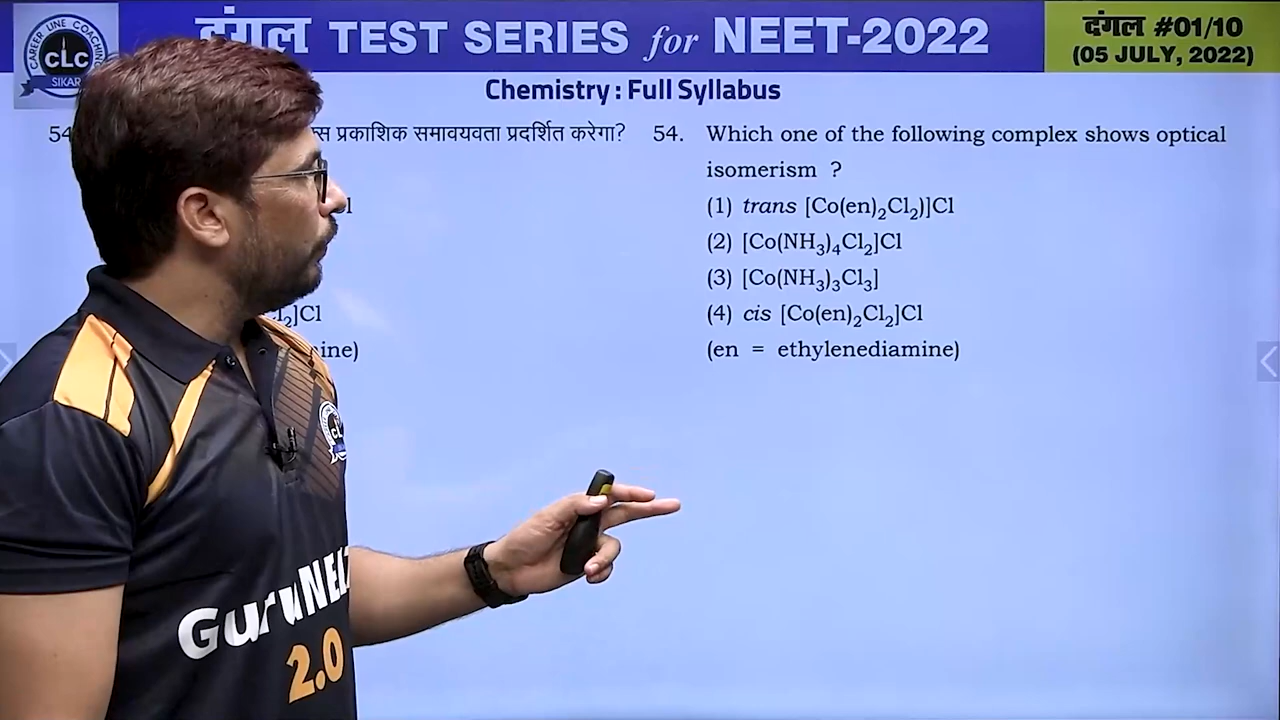 दंगल TEST SERIES for NEET-2022
दंगल #01/10
(05 JULY, 2022)
CAREER LINE COACHING
CLC
SIKAR
Chemistry : Full Syllabus
54
प्रकाशिक समावयवता प्रदर्शित करेगा?
Cl₂]Cl
54. Which one of the following complex shows optical
isomerism ?
(1) trans [Co(en)₂Cl₂)]Cl
(2) [Co(NH₃)₄Cl₂]Cl
(3) [Co(NH₃)₃Cl₃]
(4) cis [Co(en)₂Cl₂]Cl
(en = ethylenediamine)
CLC
GuruNEET
2.0